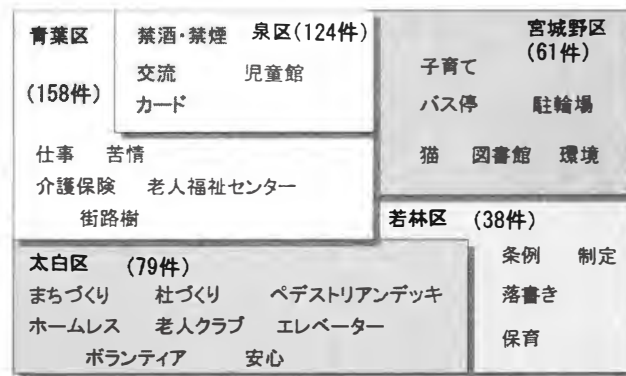 青葉区
(158件)
仕事 苦情
介護保険 老人福祉センター
街路樹
泉区(124件)
禁酒・禁煙
交流 児童館
カード
宮城野区
(61件)
子育て
バス停 駐輪場
猫 図書館 環境
若林区 (38件)
条例 制定
落書き
保育
太白区 (79件)
まちづくり 杜づくり ペデストリアンデッキ
ホームレス 老人クラブ エレベーター
ボランティア 安心